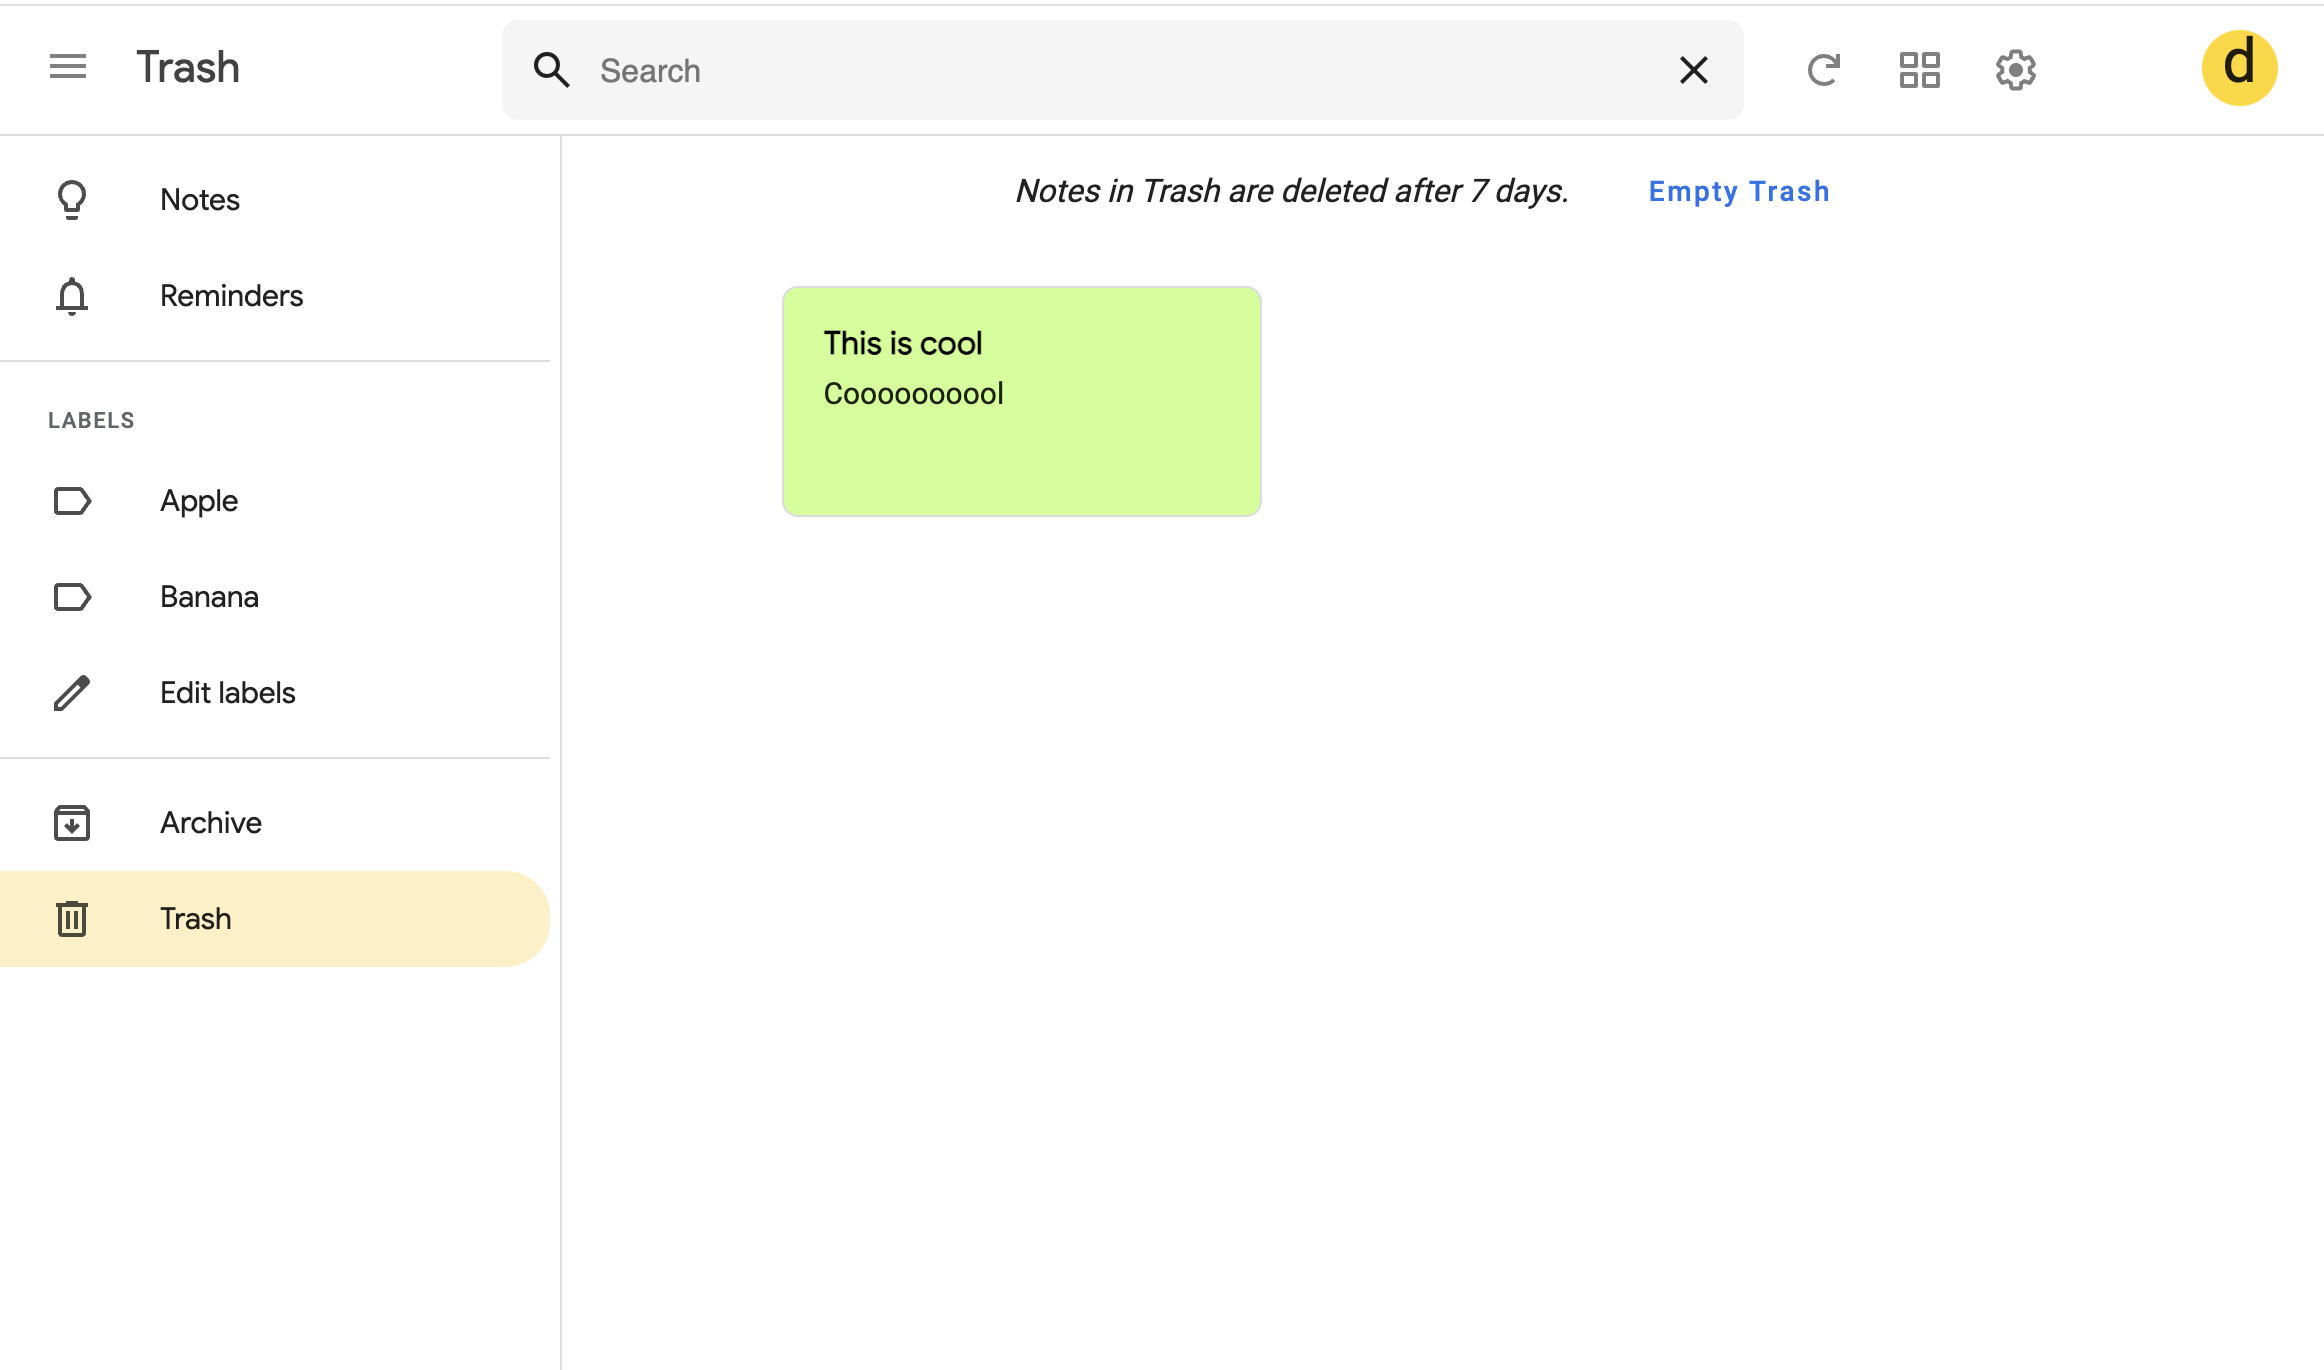 Trash
Search
d
Notes
Reminders
LABELS
Apple
Banana
Edit labels
Archive
Trash
Notes in Trash are deleted after 7 days.
Empty Trash
This is cool
Cooooooooool